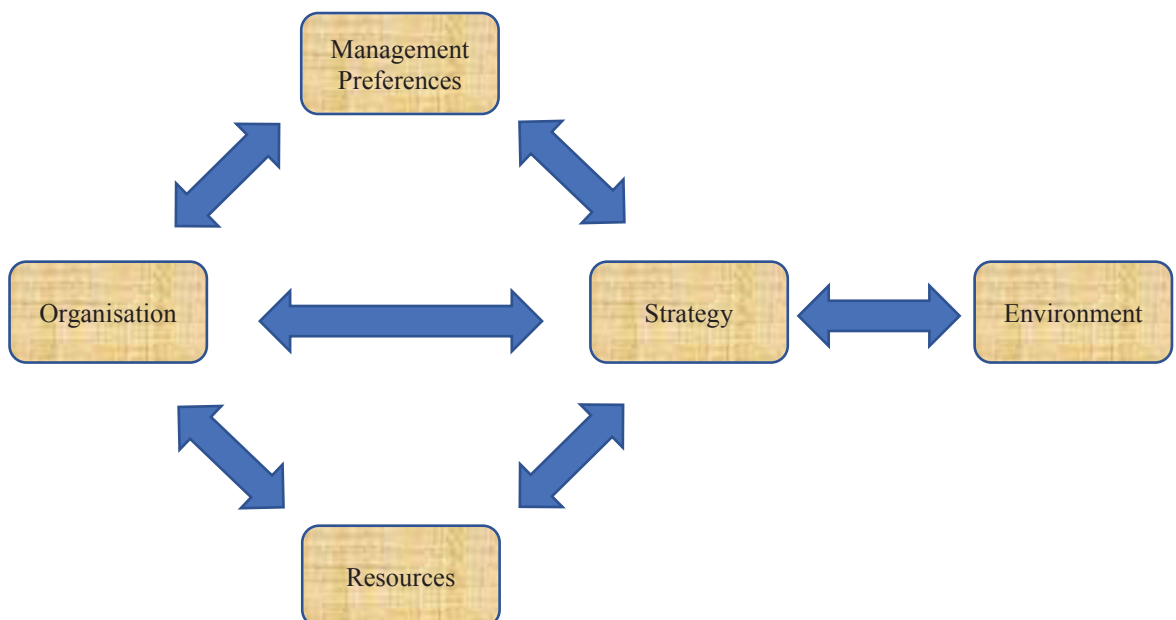 Management
Preferences
Organisation
Strategy
Environment
Resources